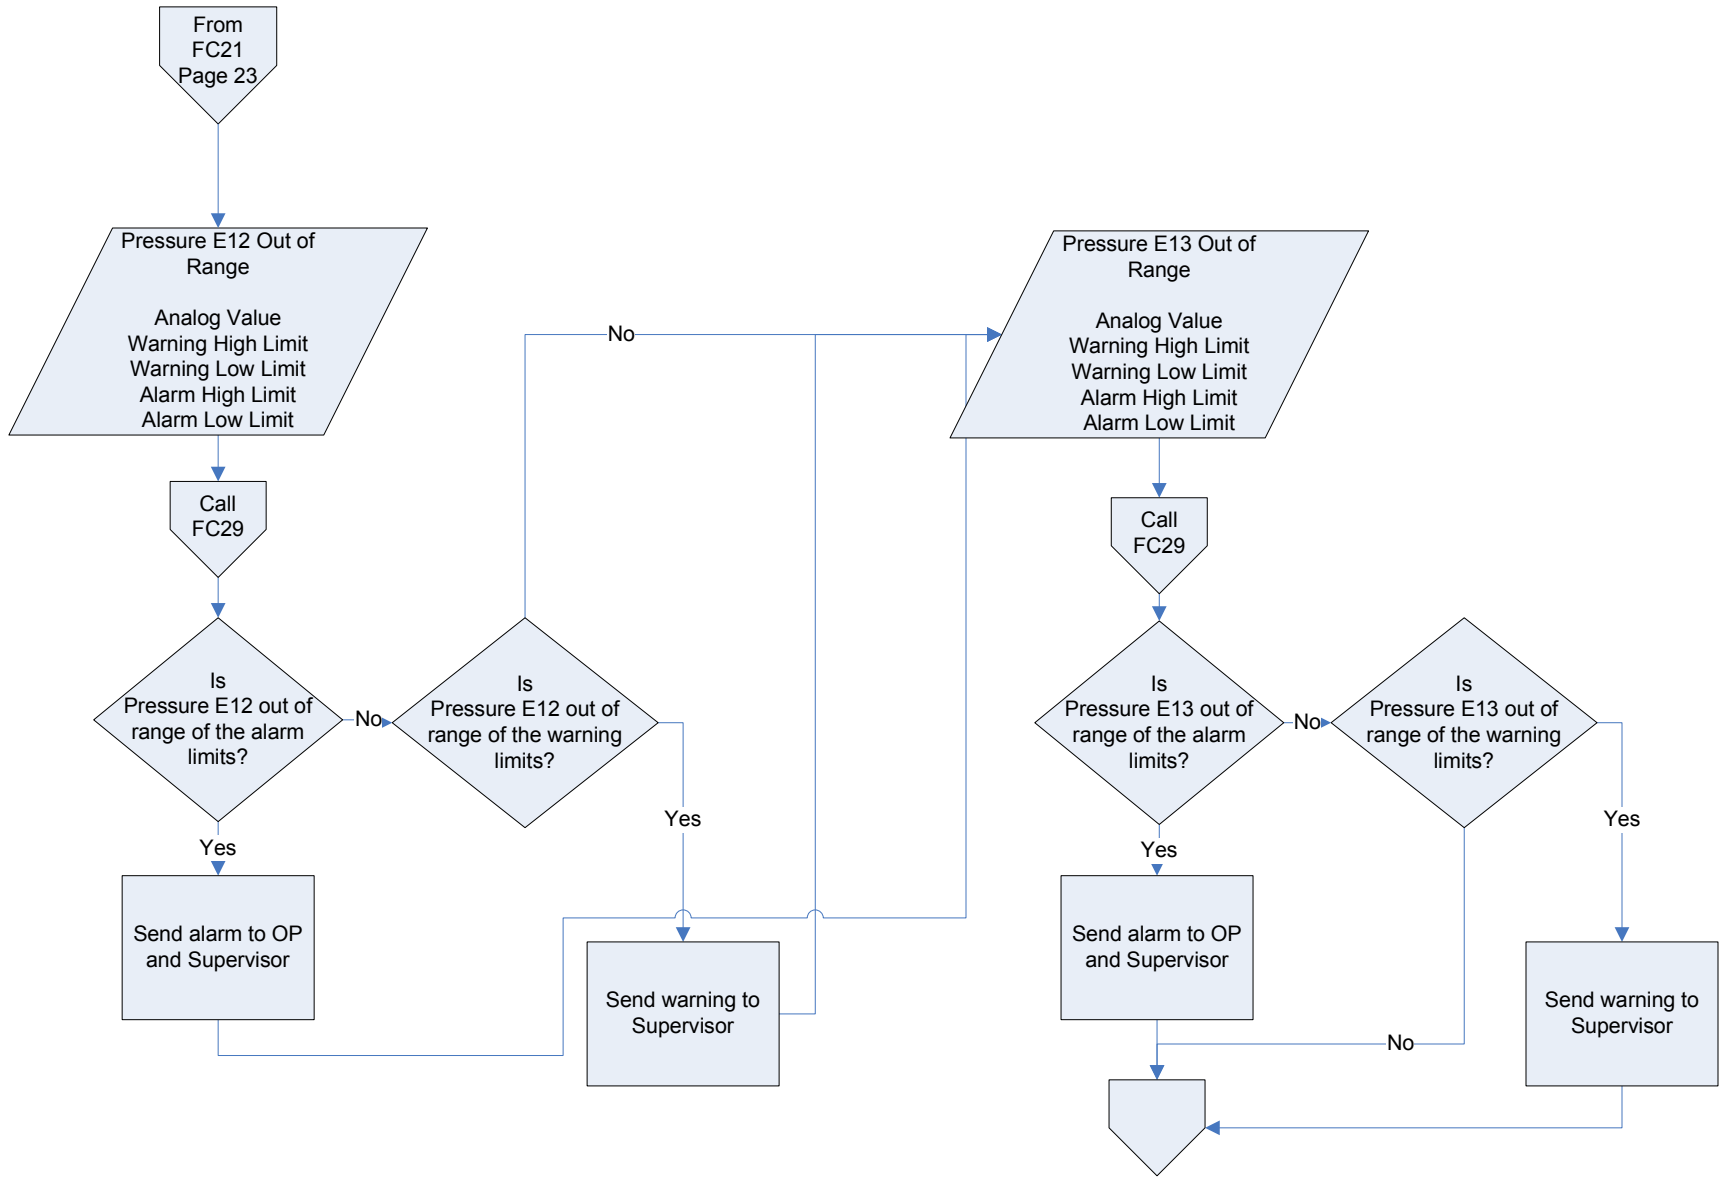 From
FC21
Page 23
Pressure E12 Out of
Range
Analog Value
Warning High Limit
Warning Low Limit
Alarm High Limit
Alarm Low Limit
Call
FC29
Is
Pressure E12 out of
range of the alarm
limits?
No
Is
Pressure E12 out of
range of the warning
limits?
No
Yes
Yes
Send alarm to OP
and Supervisor
Send warning to
Supervisor
Pressure E13 Out of
Range
Analog Value
Warning High Limit
Warning Low Limit
Alarm High Limit
Alarm Low Limit
Call
FC29
Is
Pressure E13 out of
range of the alarm
limits?
No
Is
Pressure E13 out of
range of the warning
limits?
Yes
Yes
Send alarm to OP
and Supervisor
No
Send warning to
Supervisor